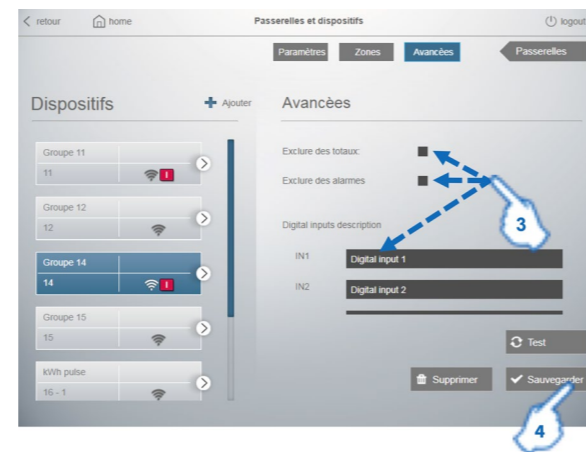 retour
home
Passerelles et dispositifs
logout
Paramètres
Zones
Avancées
Passerelles
Dispositifs
Ajouter
Avancèes
Groupe 11
11
I
Groupe 12
12
Groupe 14
14
I
Groupe 15
15
kWh pulse
16 - 1
Exclure des totaux:
Exclure des alarmes
Digital inputs description
IN1
Digital input 1
IN2
Digital input 2
3
Test
Supprimer
Sauvegarder
4